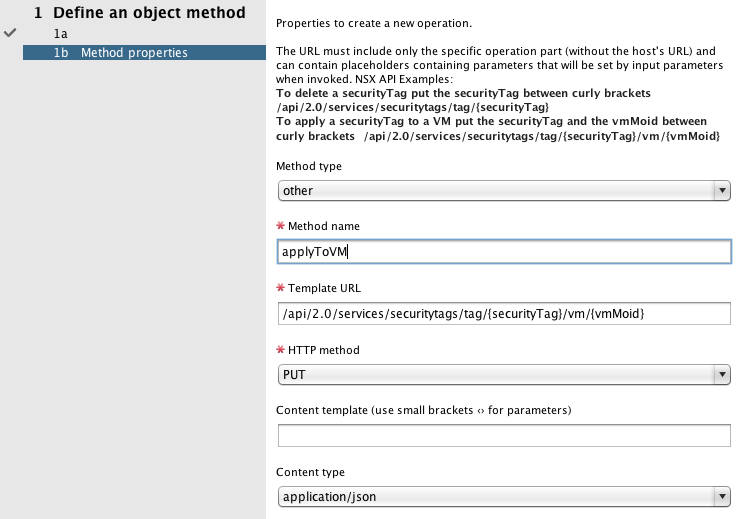 1 Define an object method
1a
1b Method properties
Properties to create a new operation.
The URL must include only the specific operation part (without the host's URL) and
can contain placeholders containing parameters that will be set by input parameters
when invoked. NSX API Examples:
To delete a securityTag put the securityTag between curly brackets
/api/2.0/services/securitytags/tag/{securityTag}
To apply a securityTag to a VM put the securityTag and the vmMoid between
curly brackets /api/2.0/services/securitytags/tag/{securityTag}/vm/{vmMoid}
Method type
other
* Method name
applyToVM
* Template URL
/api/2.0/services/securitytags/tag/{securityTag}/vm/{vmMoid}
* HTTP method
PUT
Content template (use small brackets ‹› for parameters)
Content type
application/json